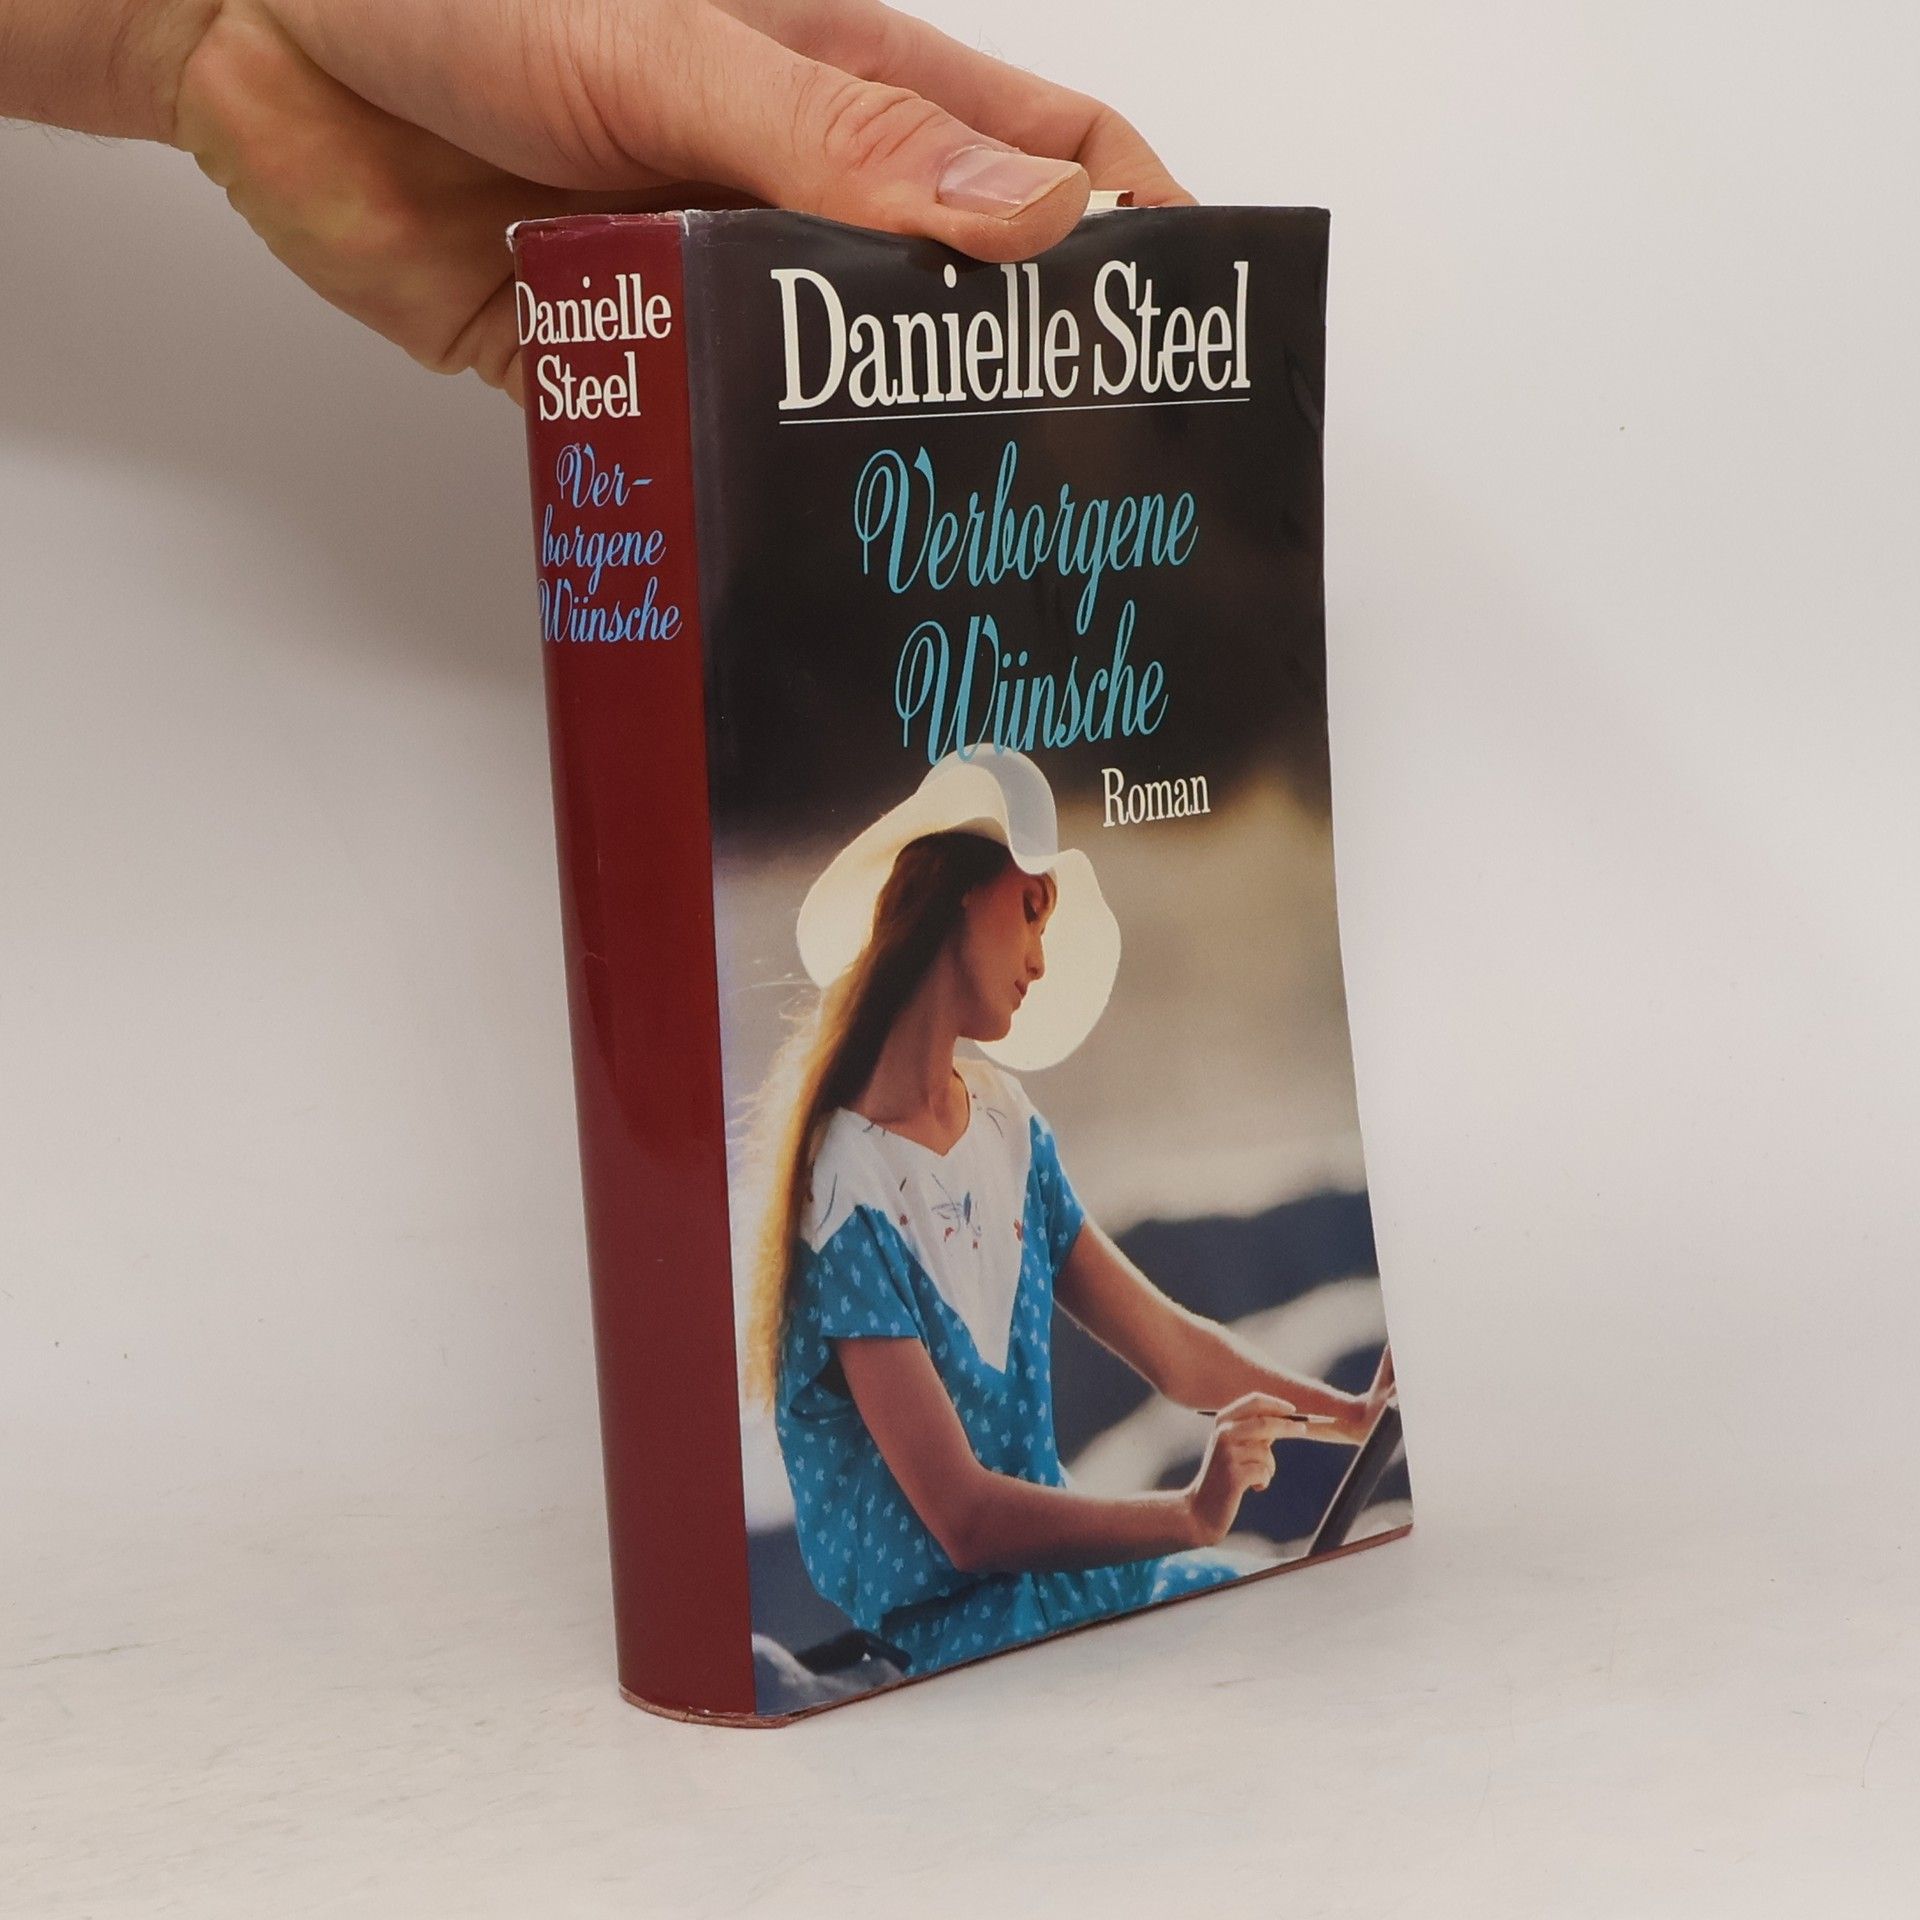 Danielle
Steel
Ver-
borgene
Wünsche
Danielle Steel
Verborgene
Wünsche
Roman